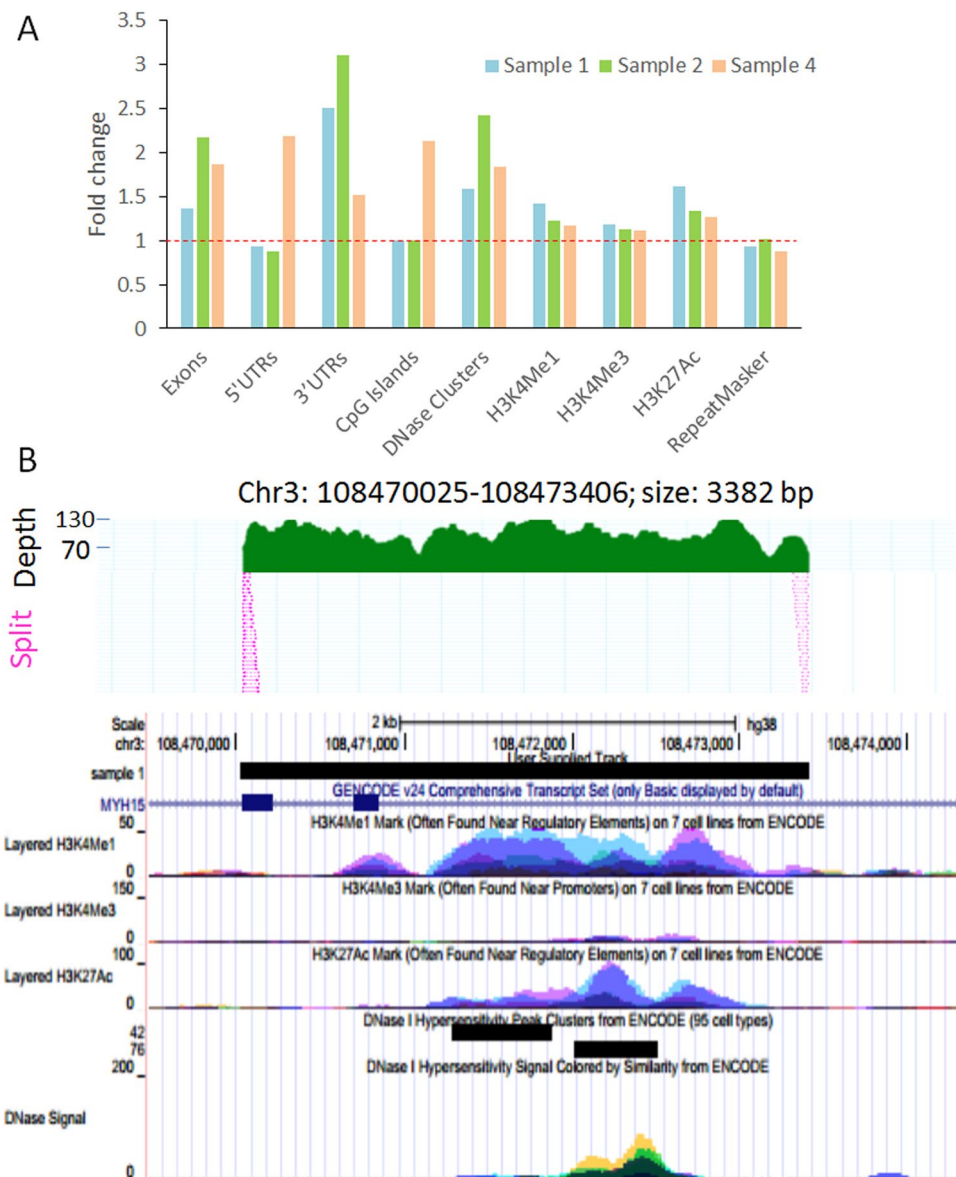 A
3.5
3
2.5
2
1.5
1
0.5
0
Fold change
Sample 1 Sample 2 Sample 4
Exons
5'UTRs
3'UTRs
CpG Islands
DNase Clusters
H3K4Me1
H3K4Me3
H3K27Ac
RepeatMasker
B
Chr3: 108470025-108473406; size: 3382 bp
130
70
Depth
Split
Scale 2 kb hg38
chr3: 108,470,000 108,471,000 108,472,000 108,473,000 108,474,000
User Supplied Track
sample 1
GENCODE v24 Comprehensive Transcript Set (only Basic displayed by default)
MYH15
50
H3K4Me1 Mark (Often Found Near Regulatory Elements) on 7 cell lines from ENCODE
Layered H3K4Me1
0
150
H3K4Me3 Mark (Often Found Near Promoters) on 7 cell lines from ENCODE
Layered H3K4Me3
0
100
H3K27Ac Mark (Often Found Near Regulatory Elements) on 7 cell lines from ENCODE
Layered H3K27Ac
0
DNase I Hypersensitivity Peak Clusters from ENCODE (95 cell types)
42
76
200
DNase I Hypersensitivity Signal Colored by Similarity from ENCODE
DNase Signal
0